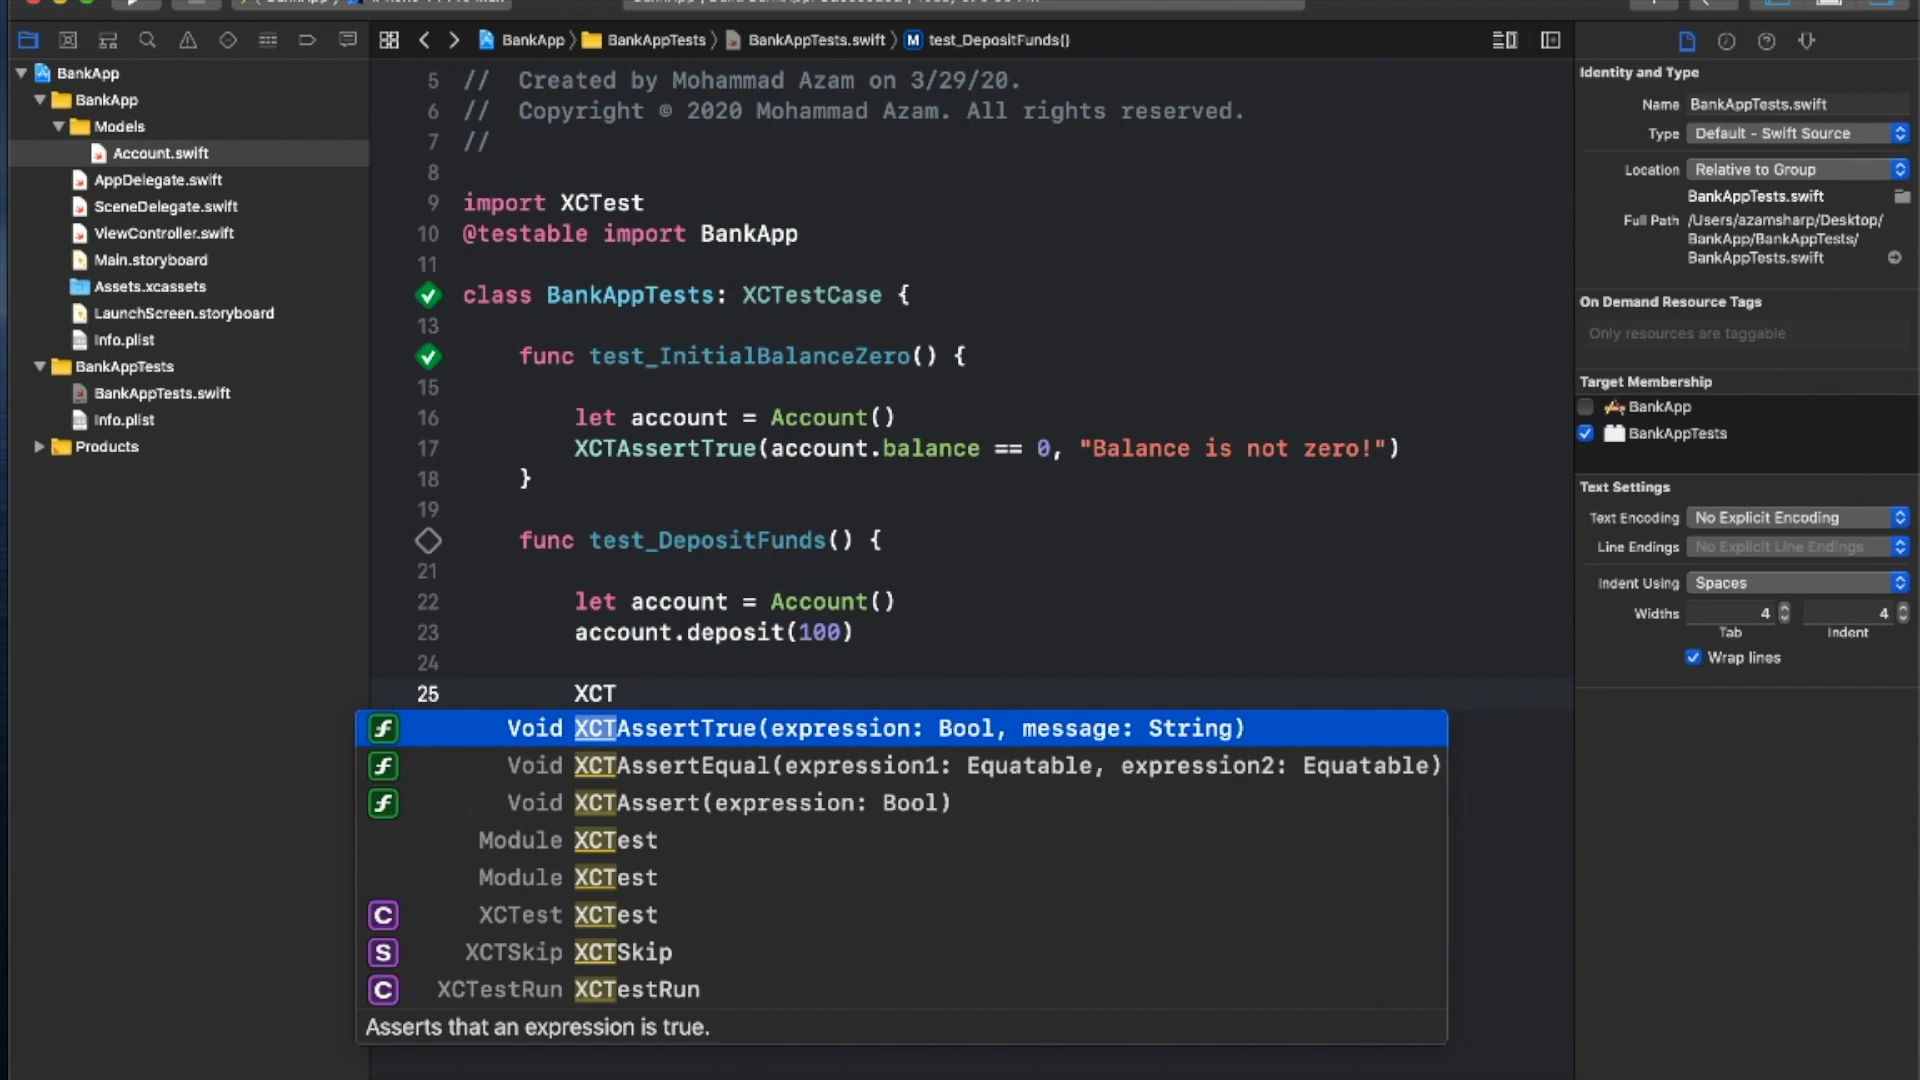 BankApp
BankAppTests
BankAppTests.swift
M test_DepositFunds()
BankApp
BankApp
Models
Account.swift
AppDelegate.swift
SceneDelegate.swift
ViewController.swift
Main.storyboard
Assets.xcassets
LaunchScreen.storyboard
Info.plist
BankAppTests
BankAppTests.swift
Info.plist
Products
5 //  Created by Mohammad Azam on 3/29/20.
6 //  Copyright © 2020 Mohammad Azam. All rights reserved.
7 //
8
9 import XCTest
10 @testable import BankApp
11
class BankAppTests: XCTestCase {
13
func test_InitialBalanceZero() {
15
16 let account = Account()
17 XCTAssertTrue(account.balance == 0, "Balance is not zero!")
18 }
19
func test_DepositFunds() {
21
22 let account = Account()
23 account.deposit(100)
24
25 XCT
f Void XCTAssertTrue(expression: Bool, message: String)
f Void XCTAssertEqual(expression1: Equatable, expression2: Equatable)
f Void XCTAssert(expression: Bool)
Module XCTest
Module XCTest
C XCTest XCTest
S XCTSkip XCTSkip
C XCTestRun XCTestRun
Asserts that an expression is true.
Identity and Type
Name BankAppTests.swift
Type Default - Swift Source
Location Relative to Group
BankAppTests.swift
Full Path /Users/azamsharp/Desktop/
BankApp/BankAppTests/
BankAppTests.swift
On Demand Resource Tags
Only resources are taggable
Target Membership
BankApp
BankAppTests
Text Settings
Text Encoding No Explicit Encoding
Line Endings No Explicit Line Endings
Indent Using Spaces
Widths 4 4
Tab Indent
Wrap lines